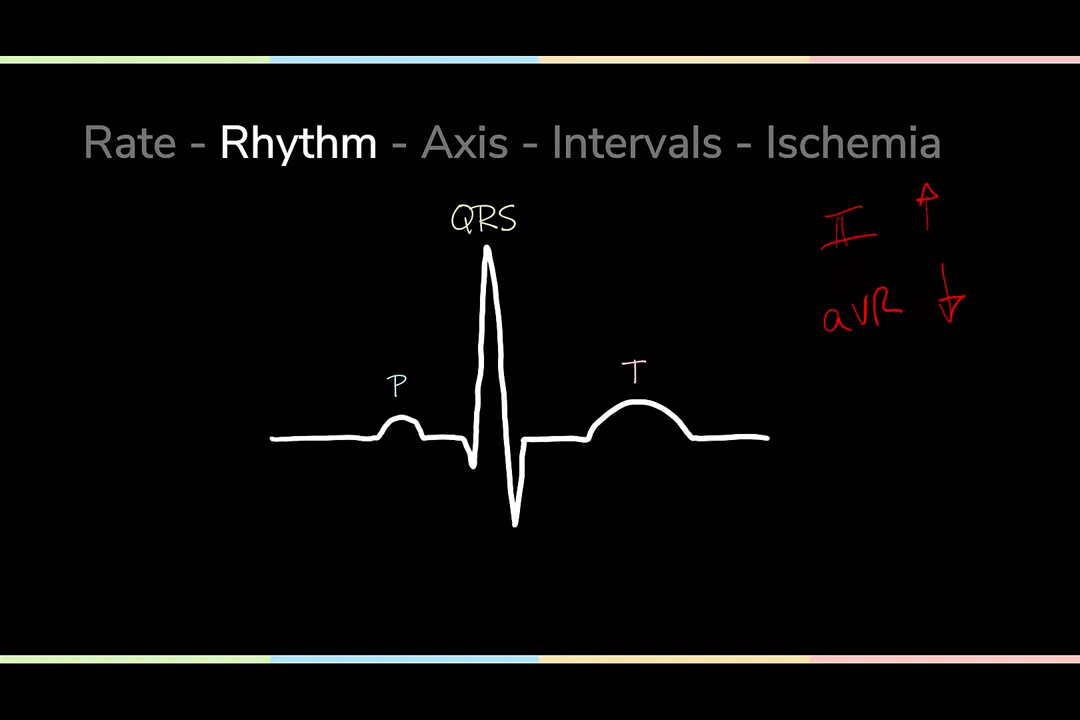 Rate - Rhythm - Axis - Intervals - Ischemia
QRS
II ↑
aVR ↓
P
T